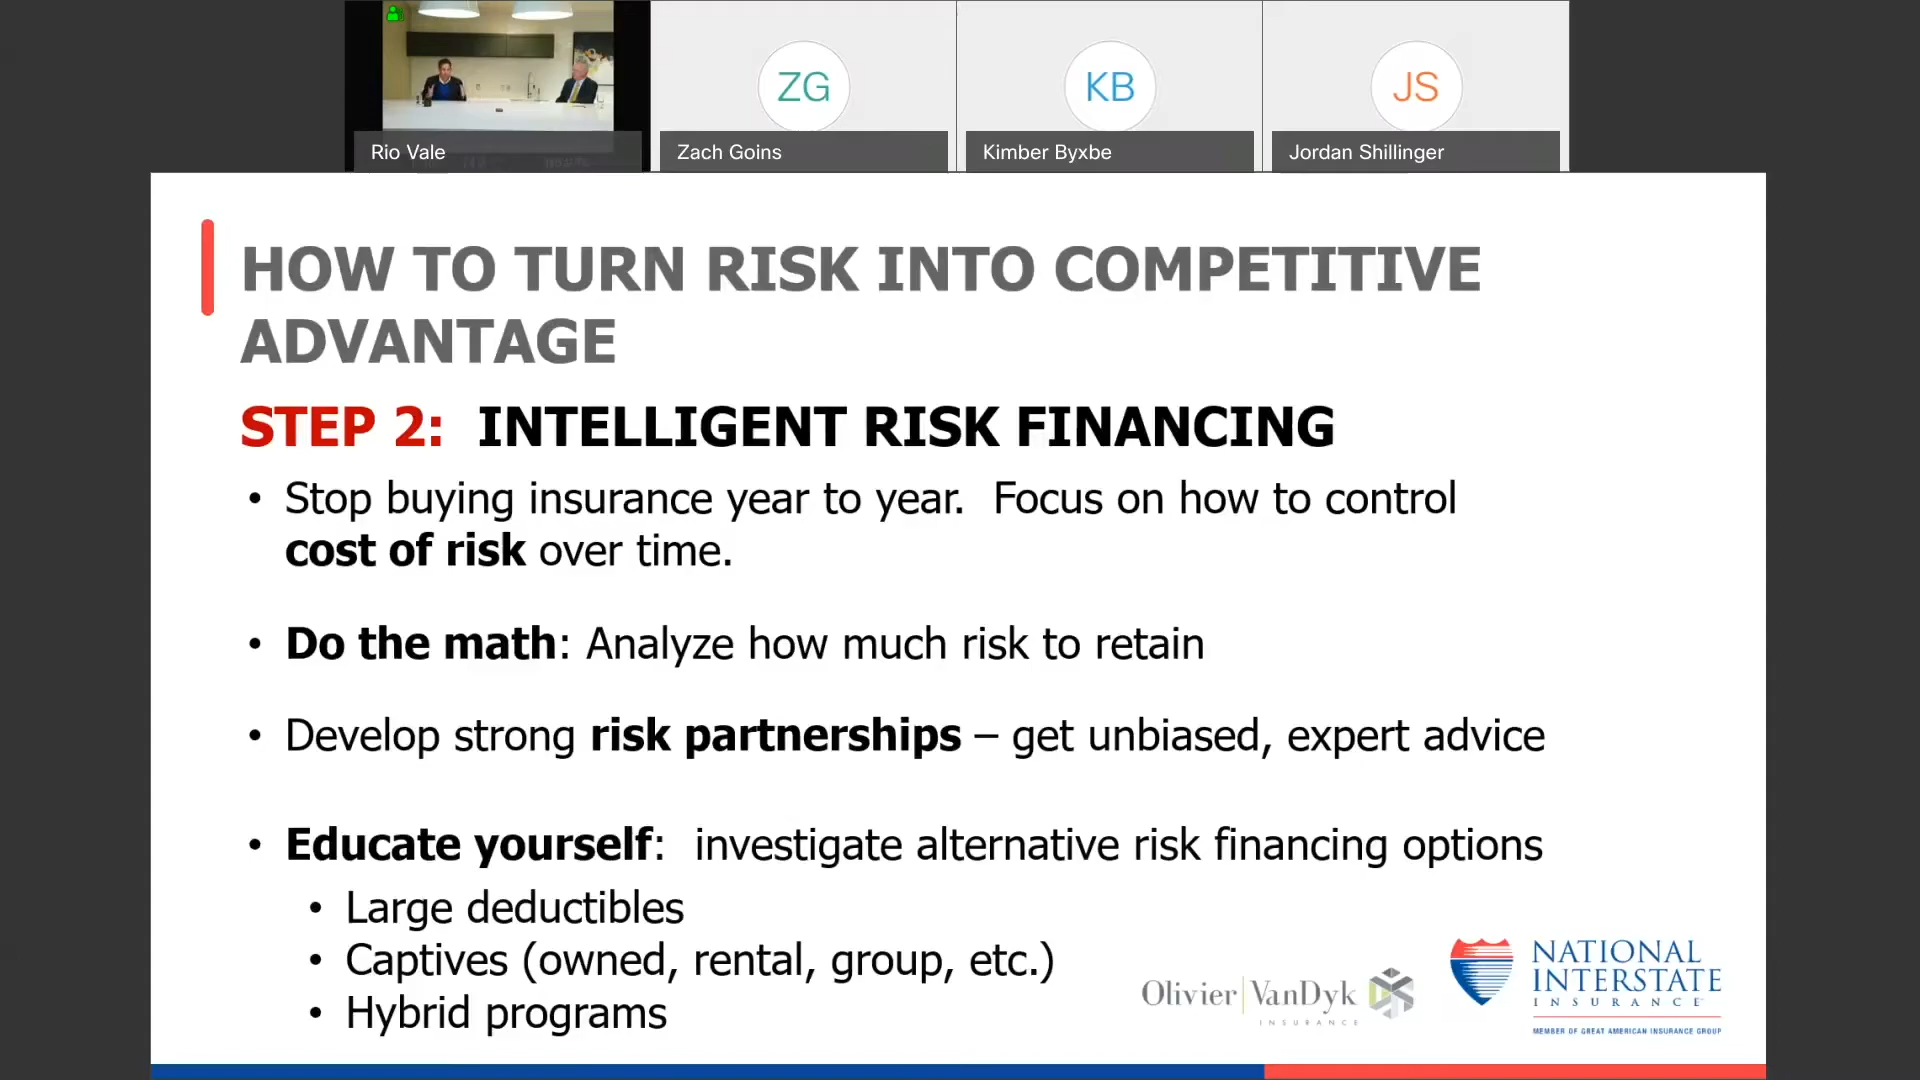 ZG
KB
JS
Rio Vale
Zach Goins
Kimber Byxbe
Jordan Shillinger
HOW TO TURN RISK INTO COMPETITIVE
ADVANTAGE
STEP 2: INTELLIGENT RISK FINANCING
• Stop buying insurance year to year. Focus on how to control
cost of risk over time.
• Do the math: Analyze how much risk to retain
• Develop strong risk partnerships – get unbiased, expert advice
• Educate yourself: investigate alternative risk financing options
• Large deductibles
• Captives (owned, rental, group, etc.)
• Hybrid programs
Olivier|VanDyk
INSURANCE
NATIONAL
INTERSTATE
INSURANCE
MEMBER OF GREAT AMERICAN INSURANCE GROUP